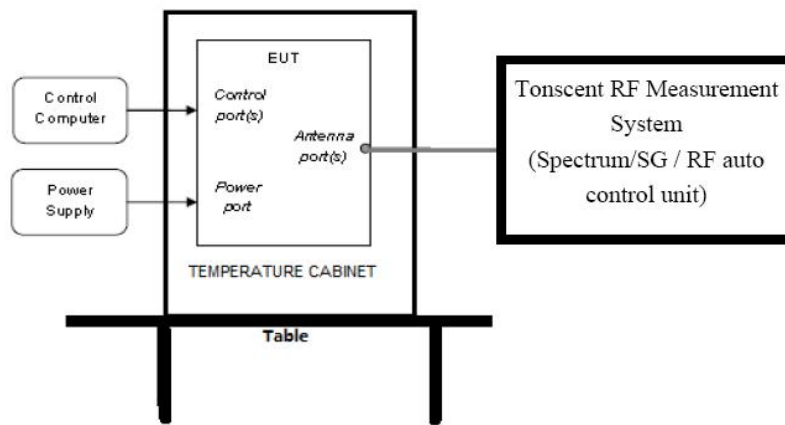 EUT
Control
Computer
Control
port(s)
Antenna
port(s)
Power
Supply
Power
port
TEMPERATURE CABINET
Table
Tonscent RF Measurement
System
(Spectrum/SG / RF auto
control unit)